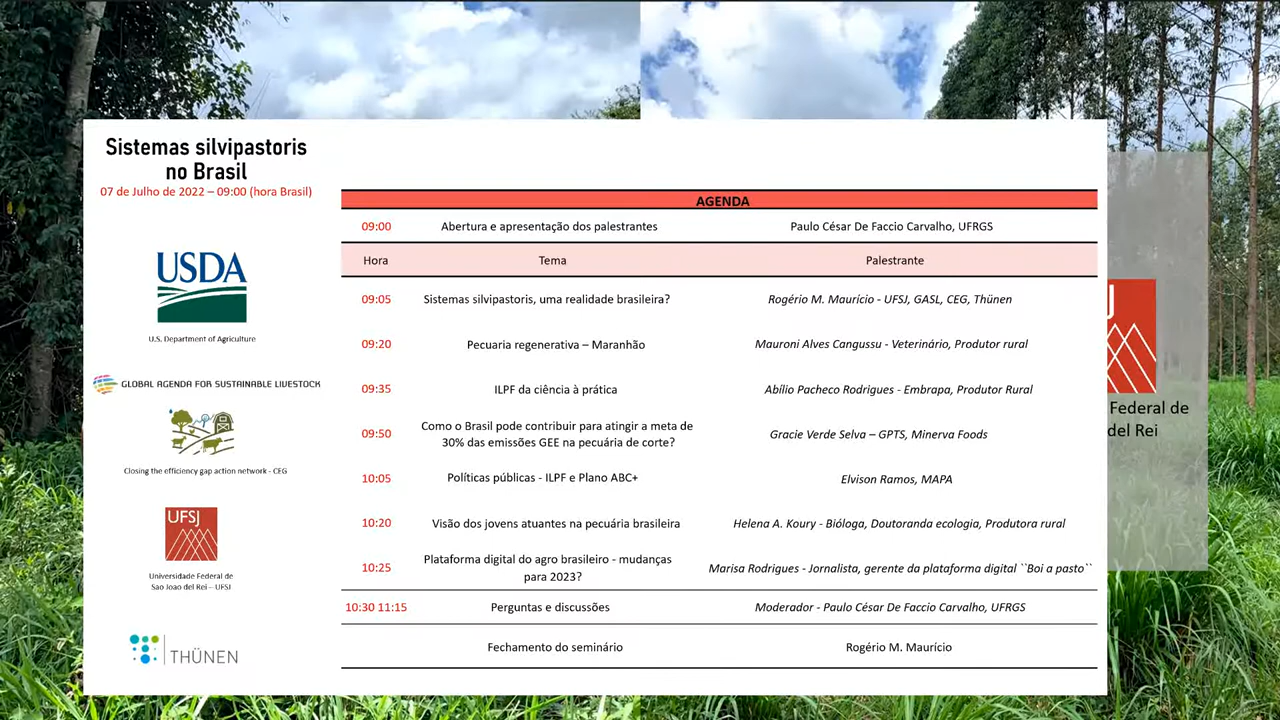 Sistemas silvipastoris
no Brasil
07 de Julho de 2022 – 09:00 (hora Brasil)
USDA
U.S. Department of Agriculture
GLOBAL AGENDA FOR SUSTAINABLE LIVESTOCK
Closing the efficiency gap action network - CEG
UFSJ
Universidade Federal de
Sao Joao del Rei – UFSJ
THÜNEN
AGENDA
09:00 Abertura e apresentação dos palestrantes Paulo César De Faccio Carvalho, UFRGS
Hora Tema Palestrante
09:05 Sistemas silvipastoris, uma realidade brasileira? Rogério M. Maurício - UFSJ, GASL, CEG, Thünen
09:20 Pecuaria regenerativa – Maranhão Mauroni Alves Cangussu - Veterinário, Produtor rural
09:35 ILPF da ciência à prática Abílio Pacheco Rodrigues - Embrapa, Produtor Rural
09:50 Como o Brasil pode contribuir para atingir a meta de
30% das emissões GEE na pecuária de corte? Gracie Verde Selva – GPTS, Minerva Foods
10:05 Políticas públicas - ILPF e Plano ABC+ Elvison Ramos, MAPA
10:20 Visão dos jovens atuantes na pecuária brasileira Helena A. Koury - Bióloga, Doutoranda ecologia, Produtora rural
10:25 Plataforma digital do agro brasileiro - mudanças
para 2023? Marisa Rodrigues - Jornalista, gerente da plataforma digital ``Boi a pasto``
10:30 11:15 Perguntas e discussões Moderador - Paulo César De Faccio Carvalho, UFRGS
Fechamento do seminário Rogério M. Maurício
J
Federal de
del Rei